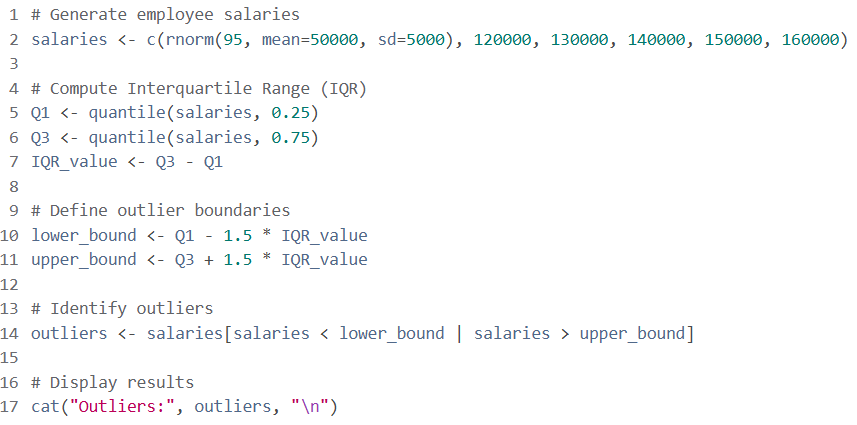 1 # Generate employee salaries
2 salaries <- c(rnorm(95, mean=50000, sd=5000), 120000, 130000, 140000, 150000, 160000)
3
4 # Compute Interquartile Range (IQR)
5 Q1 <- quantile(salaries, 0.25)
6 Q3 <- quantile(salaries, 0.75)
7 IQR_value <- Q3 - Q1
8
9 # Define outlier boundaries
10 lower_bound <- Q1 - 1.5 * IQR_value
11 upper_bound <- Q3 + 1.5 * IQR_value
12
13 # Identify outliers
14 outliers <- salaries[salaries < lower_bound | salaries > upper_bound]
15
16 # Display results
17 cat("Outliers:", outliers, "\n")